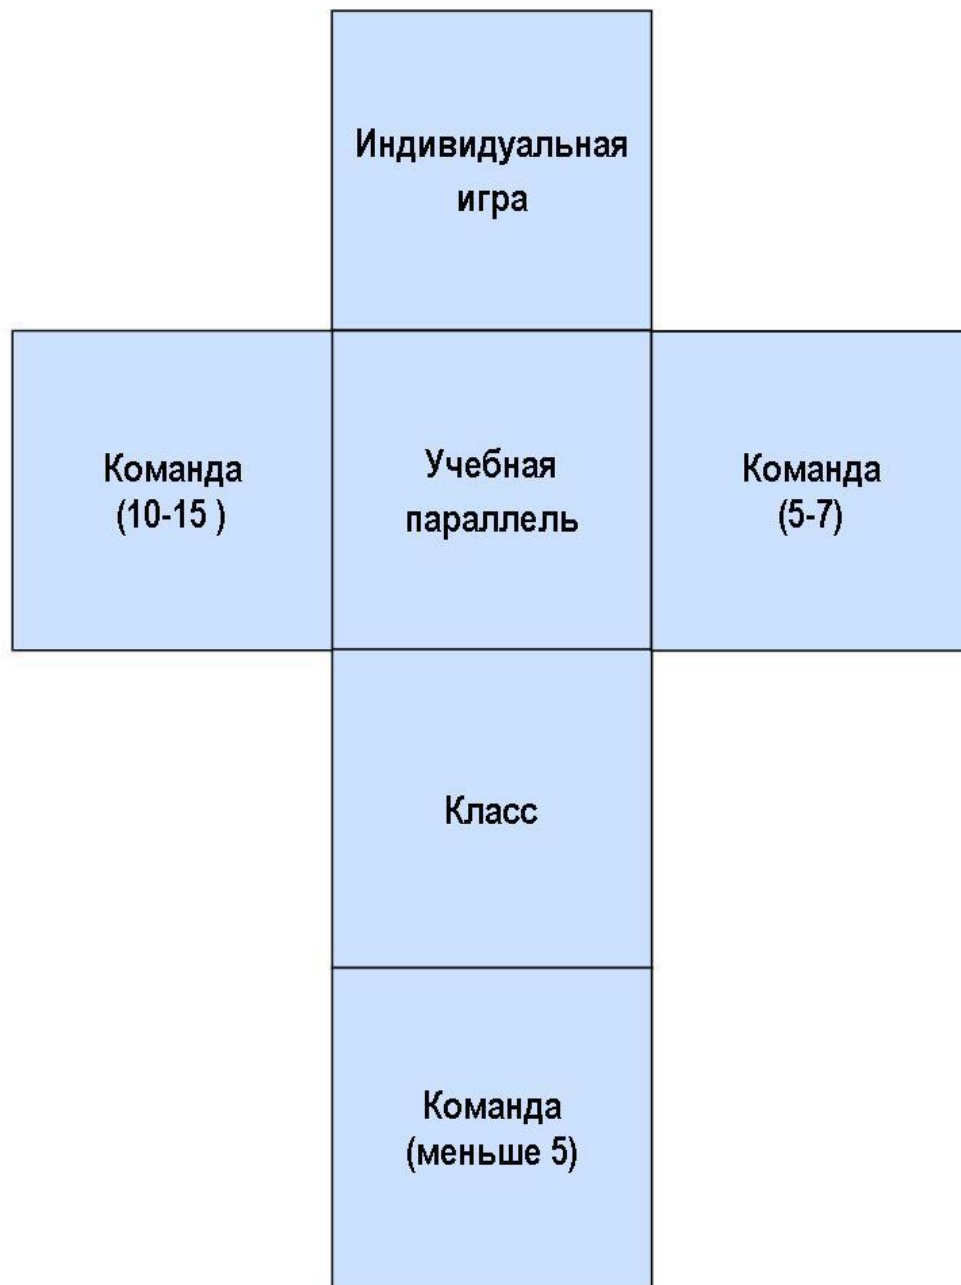 Индивидуальная
игра
Команда
(10-15 )
Учебная
параллель
Команда
(5-7)
Класс
Команда
(меньше 5)